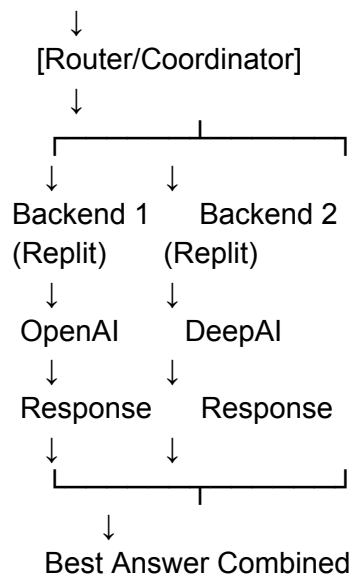 ↓
[Router/Coordinator]
↓
↓ ↓
Backend 1 Backend 2
(Replit) (Replit)
↓ ↓
OpenAI DeepAI
↓ ↓
Response Response
↓ ↓
↓
Best Answer Combined